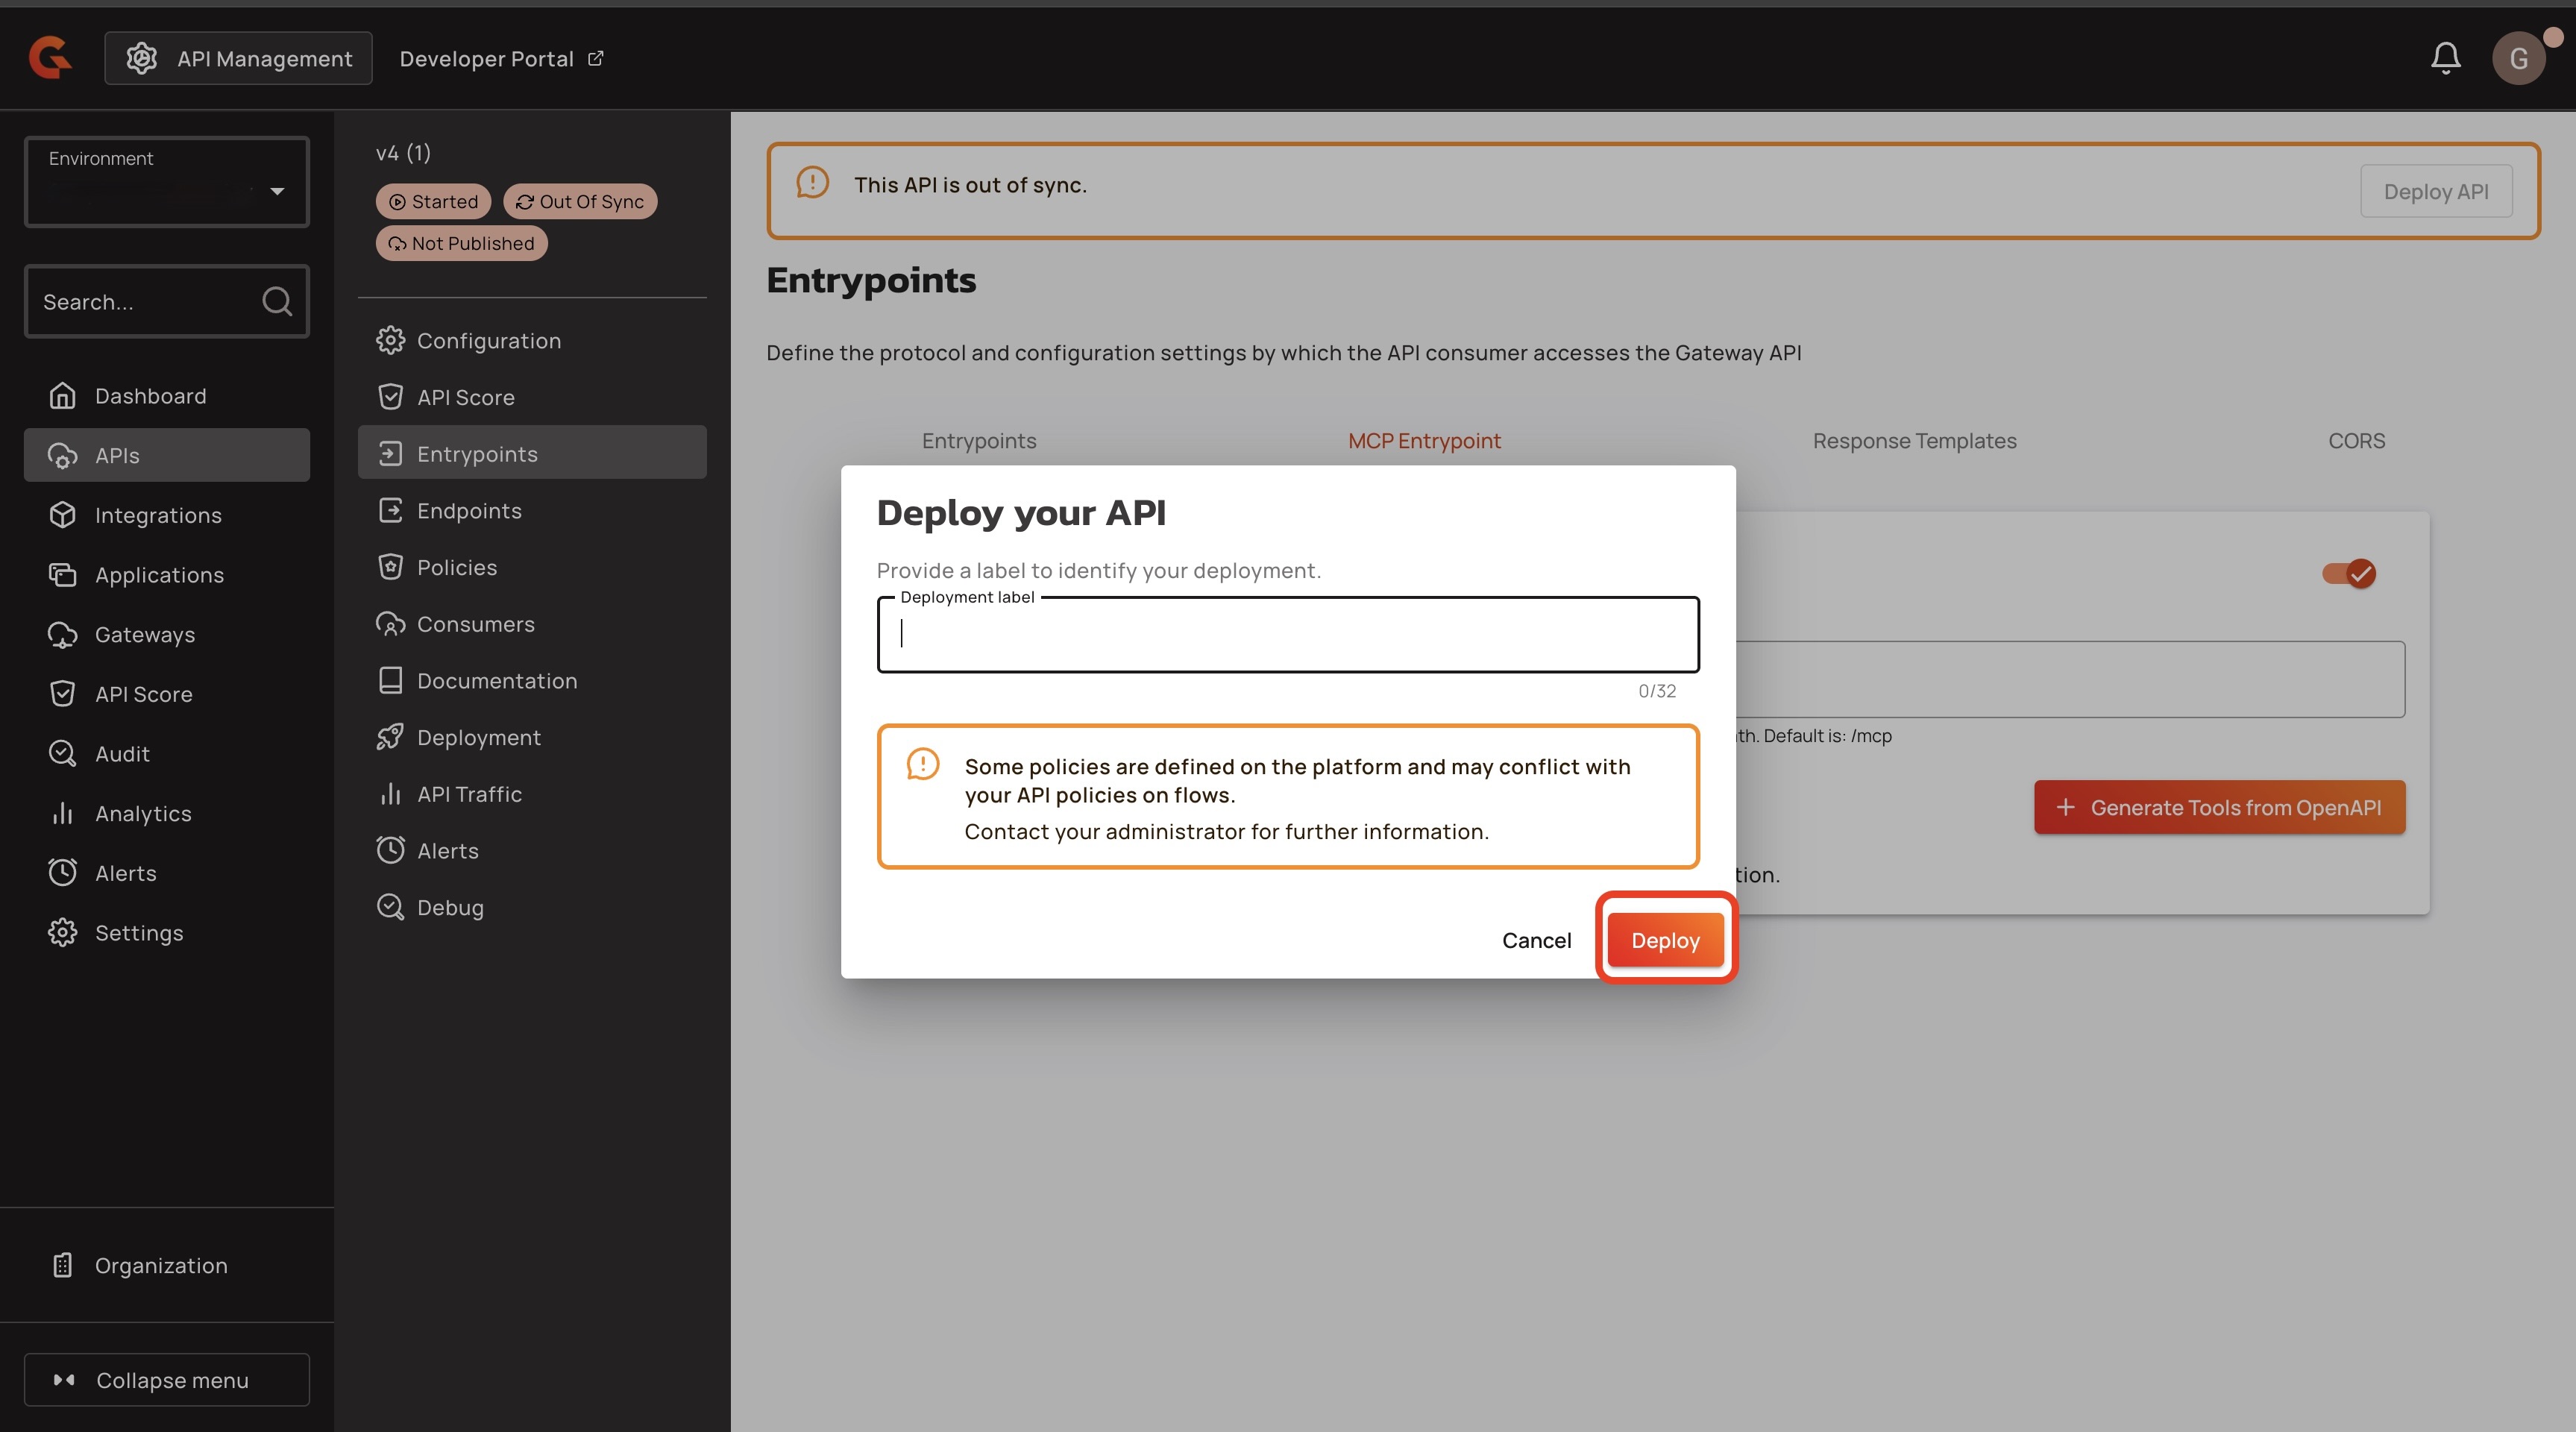 API Management
Developer Portal
G
Environment
Search...
Dashboard
APIs
Integrations
Applications
Gateways
API Score
Audit
Analytics
Alerts
Settings
Organization
Collapse menu
v4 (1)
Started
Out Of Sync
Not Published
Configuration
API Score
Entrypoints
Endpoints
Policies
Consumers
Documentation
Deployment
API Traffic
Alerts
Debug
This API is out of sync.
Deploy API
Entrypoints
Define the protocol and configuration settings by which the API consumer accesses the Gateway API
Entrypoints
MCP Entrypoint
Response Templates
CORS
Deploy your API
Provide a label to identify your deployment.
Deployment label
0/32
Some policies are defined on the platform and may conflict with
your API policies on flows.
Contact your administrator for further information.
Cancel
Deploy
th. Default is: /mcp
Generate Tools from OpenAPI
tion.